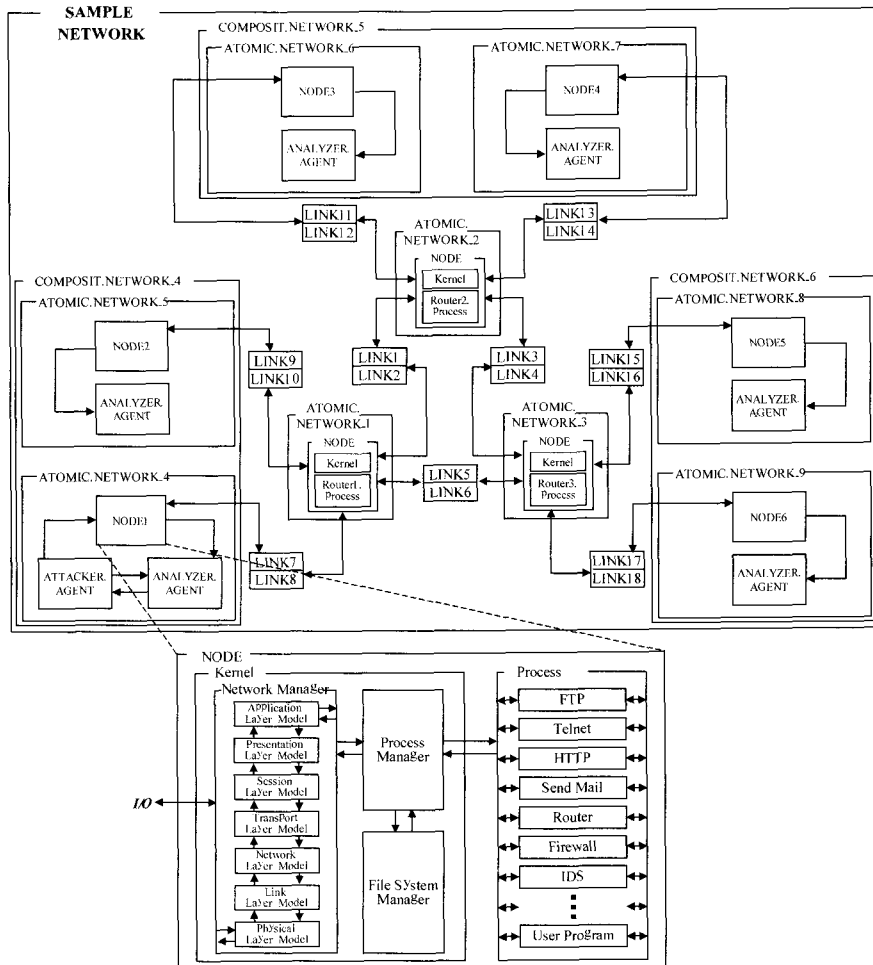 SAMPLE
NETWORK
COMPOSIT.NETWORK_5
ATOMIC.NETWORK_6
NODE3
ANALYZER.
AGENT
ATOMIC.NETWORK_7
NODE4
ANALYZER.
AGENT
LINK11
LINK12
LINK13
LINK14
ATOMIC.
NETWORK_2
NODE
Kernel
Router2.
Process
COMPOSIT.NETWORK_4
ATOMIC.NETWORK_5
NODE2
ANALYZER.
AGENT
LINK9
LINK10
LINK1
LINK2
LINK3
LINK4
LINK15
LINK16
COMPOSIT.NETWORK_6
ATOMIC.NETWORK_8
NODE5
ANALYZER.
AGENT
ATOMIC.
NETWORK_1
NODE
Kernel
Router1.
Process
LINK5
LINK6
ATOMIC.
NETWORK_3
NODE
Kernel
Router3.
Process
ATOMIC.NETWORK_4
NODE1
ATTACKER.
AGENT
ANALYZER.
AGENT
LINK7
LINK8
LINK17
LINK18
ATOMIC.NETWORK_9
NODE6
ANALYZER.
AGENT
NODE
Kernel
Network Manager
Application
Layer Model
Presentation
Layer Model
Session
Layer Model
TransPort
Layer Model
Network
Layer Model
Link
Layer Model
Physical
Layer Model
I/O
Process
Manager
File System
Manager
Process
FTP
Telnet
HTTP
Send Mail
Router
Firewall
IDS
User Program